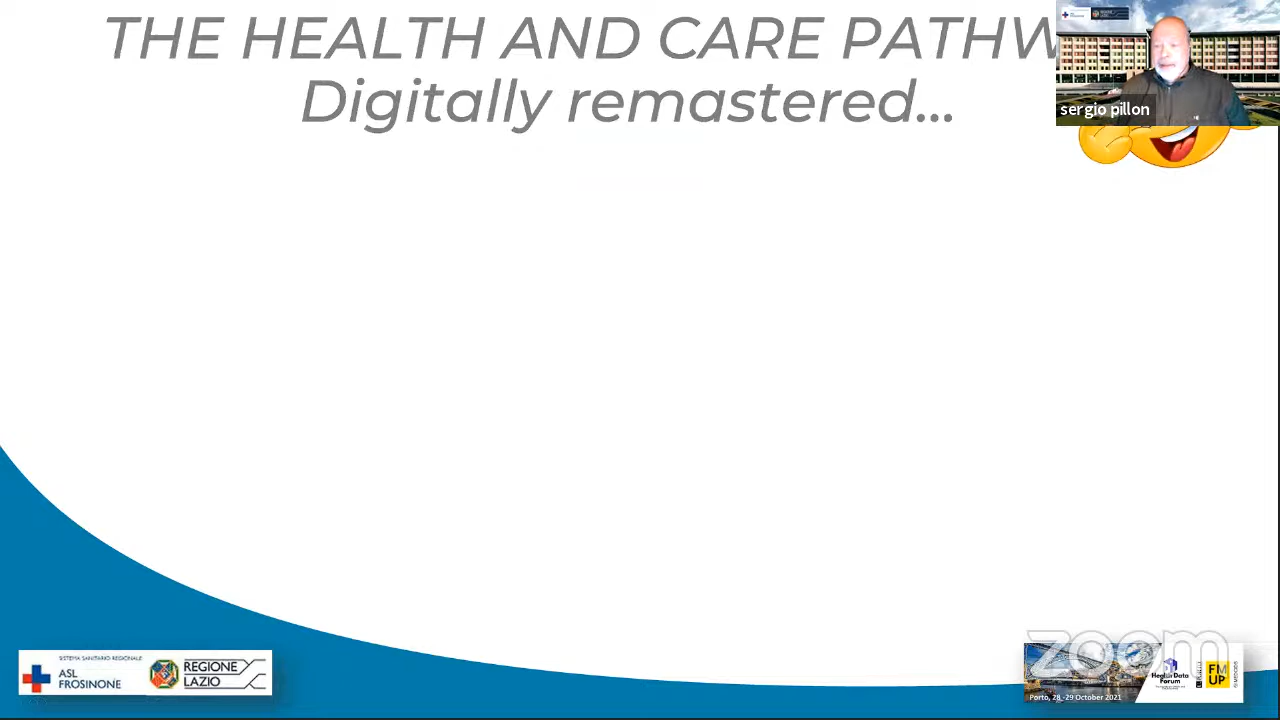 THE HEALTH AND CARE PATHW
Digitally remastered...
sergio pillon
SISTEMA SANITARIO REGIONALE
ASL
FROSINONE
REGIONE
LAZIO
zoom
Health Data
Forum
FM
UP
Porto, 28 -29 October 2021